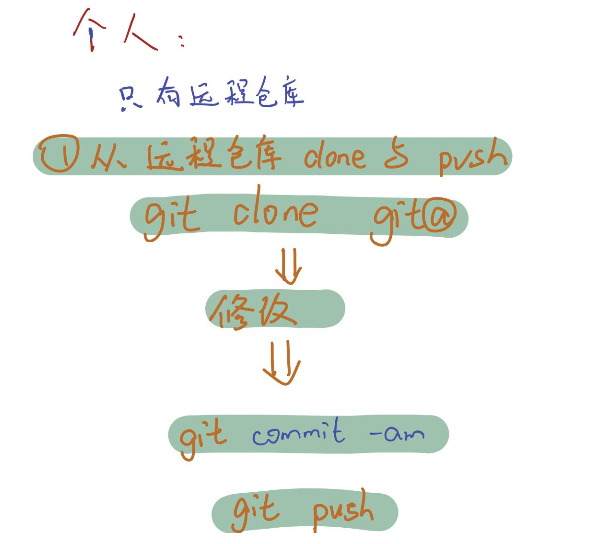 个人：
只有远程仓库
①从远程仓库 clone 与 push
git clone git@
修改
git commit -am
git push